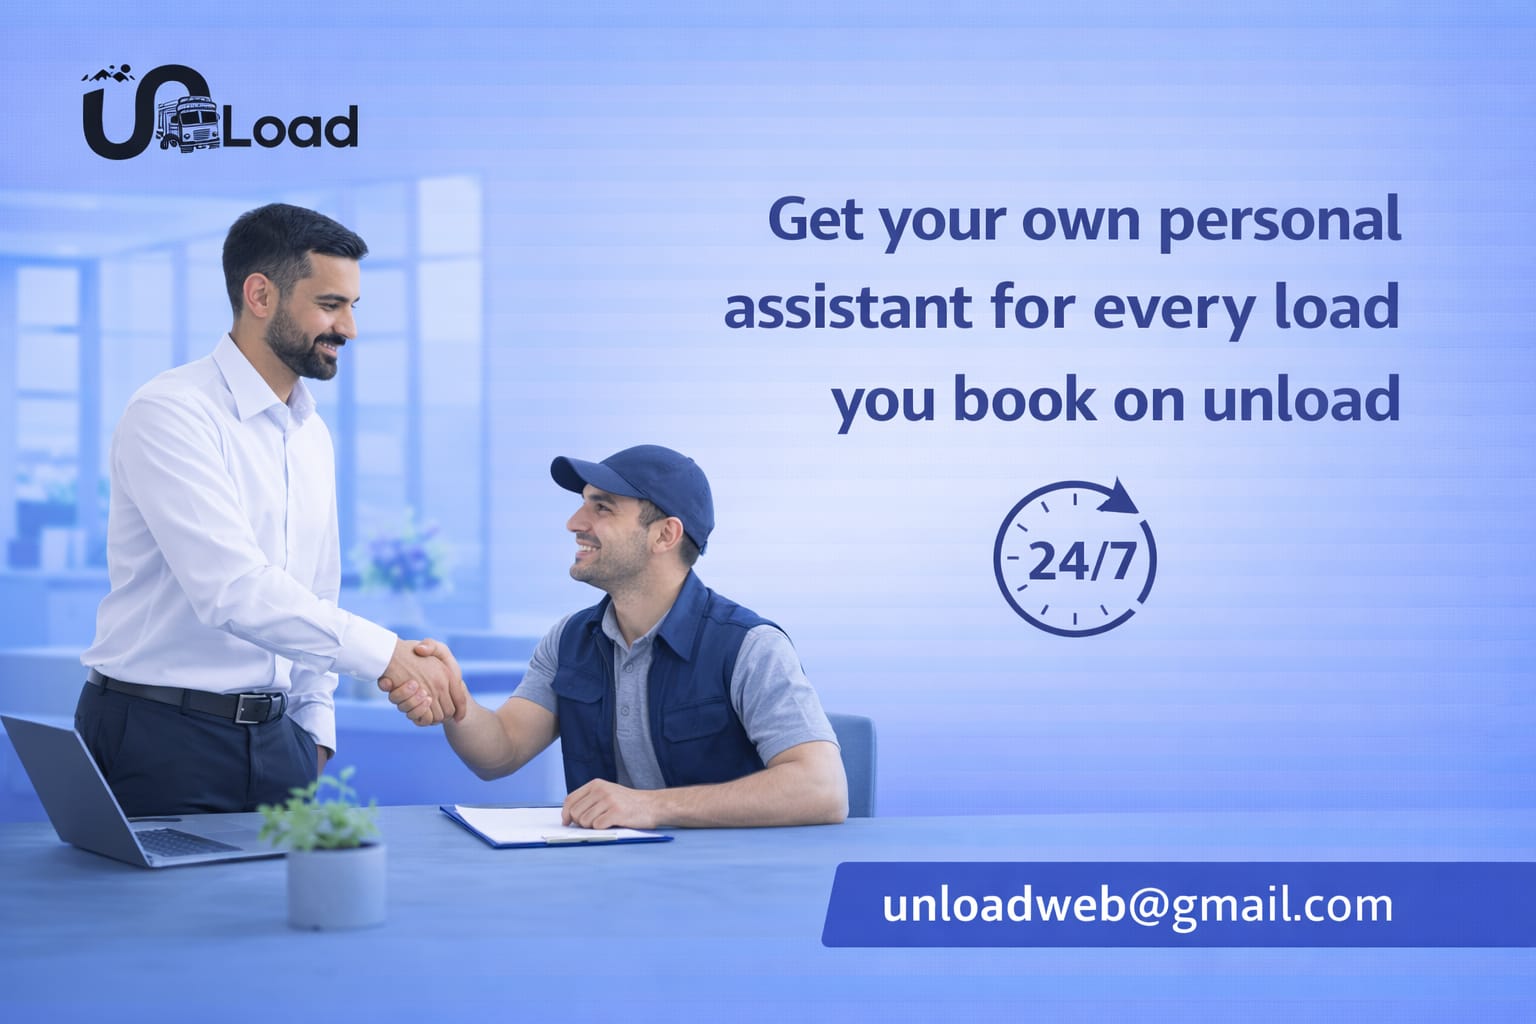 UnLoad
Get your own personal
assistant for every load
you book on unload
24/7
unloadweb@gmail.com